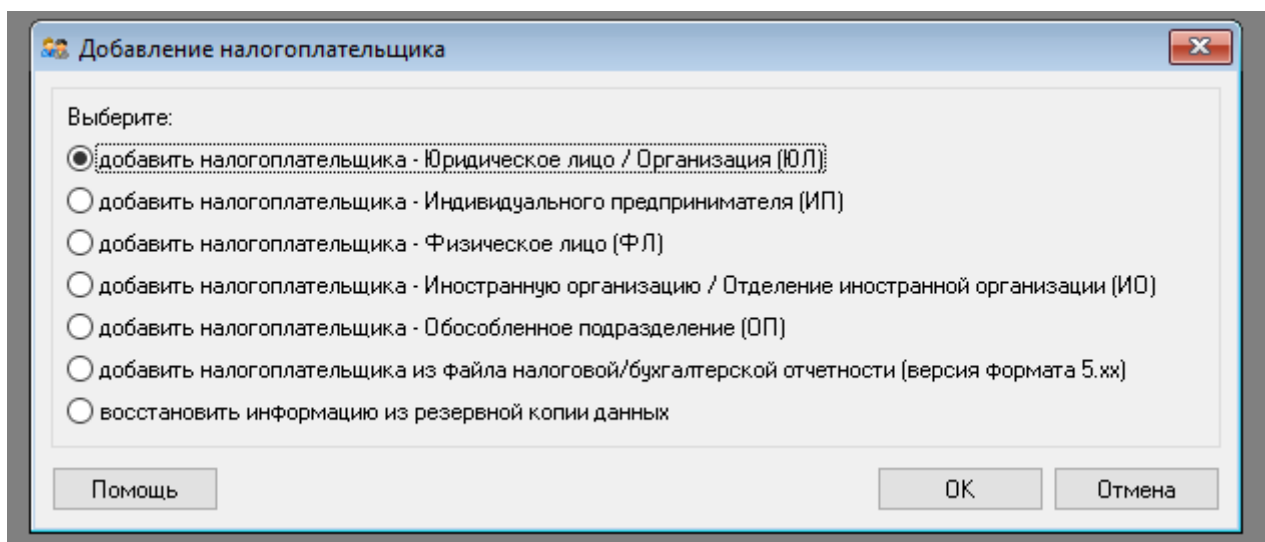 Добавление налогоплательщика
Выберите:
добавить налогоплательщика - Юридическое лицо / Организация (ЮЛ)
добавить налогоплательщика - Индивидуального предпринимателя (ИП)
добавить налогоплательщика - Физическое лицо (ФЛ)
добавить налогоплательщика - Иностранную организацию / Отделение иностранной организации (ИО)
добавить налогоплательщика - Обособленное подразделение (ОП)
добавить налогоплательщика из файла налоговой/бухгалтерской отчетности (версия формата 5.xx)
восстановить информацию из резервной копии данных
Помощь OK Отмена